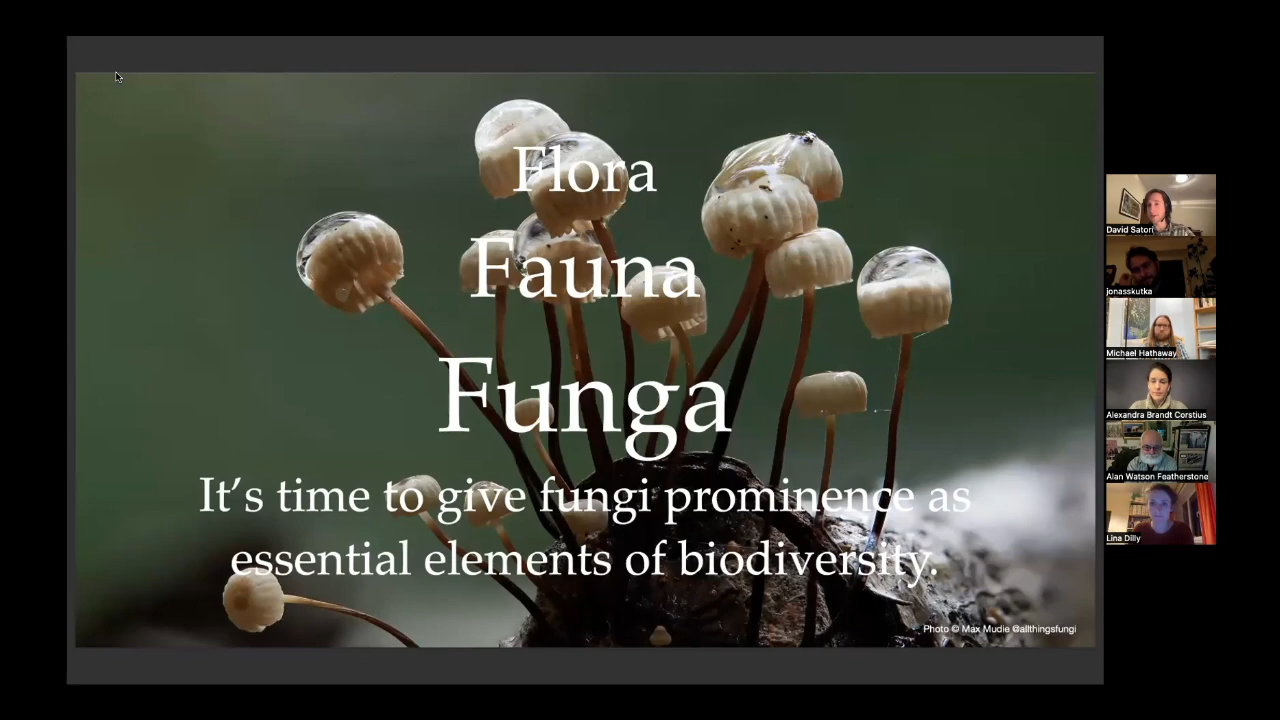 Flora
Fauna
Funga
It's time to give fungi prominence as
essential elements of biodiversity.
Photo © Max Mudie @allthingsfungi
David Satori
jonasskutka
Michael Hathaway
Alexandra Brandt Corstius
Alan Watson Featherstone
Lina Dilly